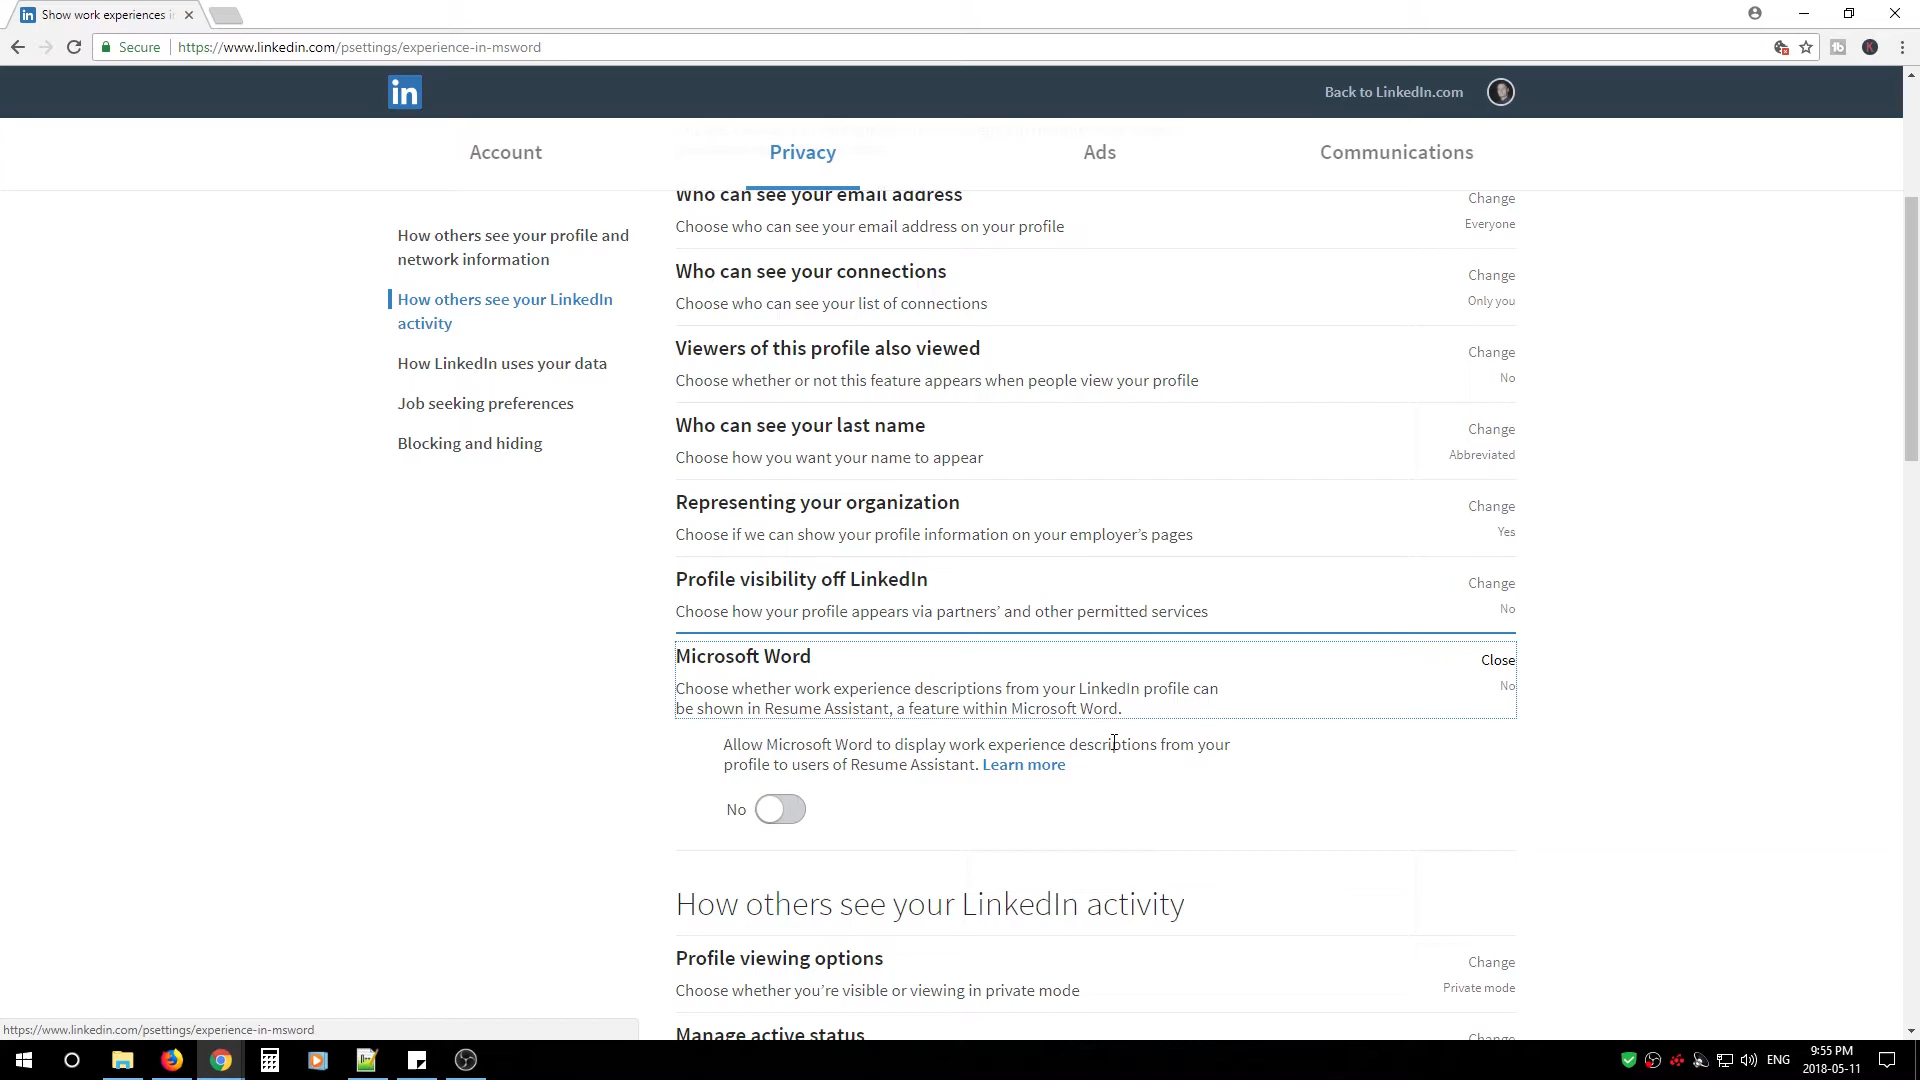 Show work experiences i
Secure
https://www.linkedin.com/psettings/experience-in-msword
in
Back to LinkedIn.com
Account
Privacy
Ads
Communications
How others see your profile and
network information
How others see your LinkedIn
activity
How LinkedIn uses your data
Job seeking preferences
Blocking and hiding
Who can see your email address
Change
Choose who can see your email address on your profile
Everyone
Who can see your connections
Change
Choose who can see your list of connections
Only you
Viewers of this profile also viewed
Change
Choose whether or not this feature appears when people view your profile
No
Who can see your last name
Change
Choose how you want your name to appear
Abbreviated
Representing your organization
Change
Choose if we can show your profile information on your employer’s pages
Yes
Profile visibility off LinkedIn
Change
Choose how your profile appears via partners’ and other permitted services
No
Microsoft Word
Close
Choose whether work experience descriptions from your LinkedIn profile can
No
be shown in Resume Assistant, a feature within Microsoft Word.
Allow Microsoft Word to display work experience descriptions from your
profile to users of Resume Assistant. Learn more
No
How others see your LinkedIn activity
Profile viewing options
Change
Choose whether you’re visible or viewing in private mode
Private mode
Manage active status
Change
https://www.linkedin.com/psettings/experience-in-msword
ENG
9:55 PM
2018-05-11